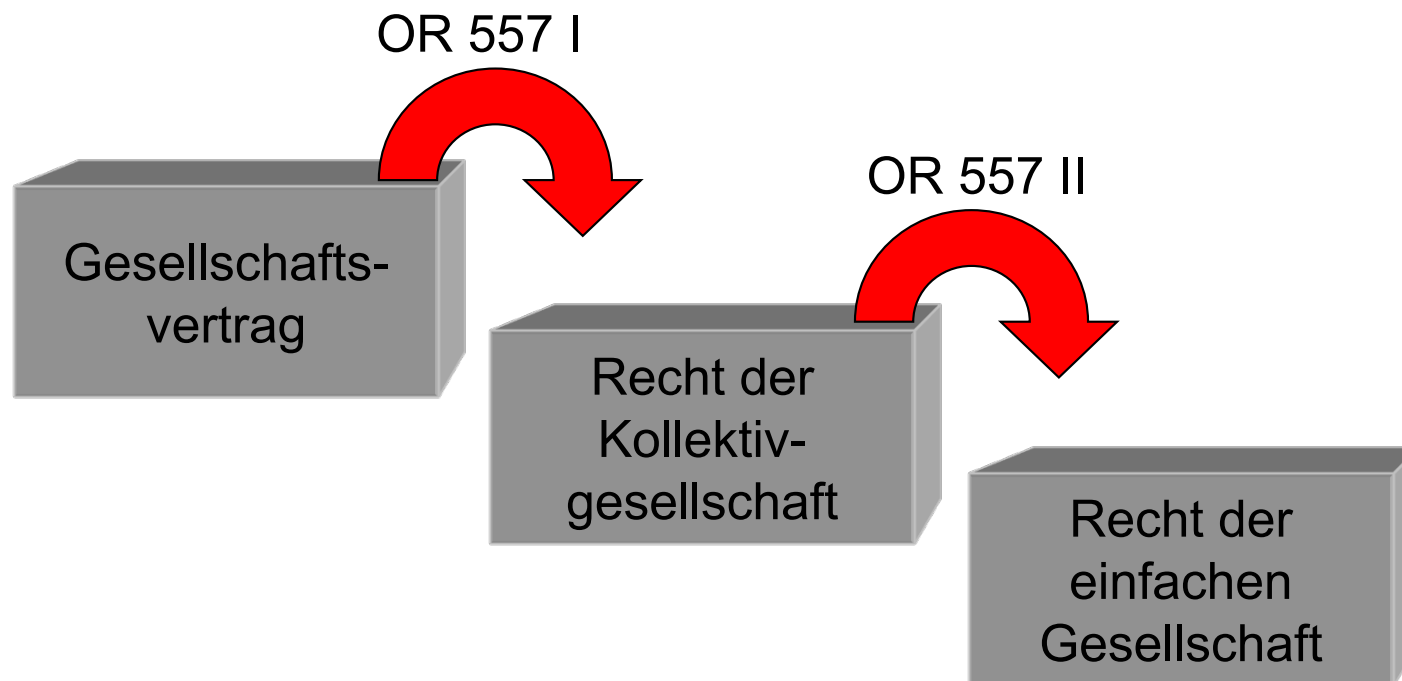 OR 557 I
Gesellschafts-
vertrag
OR 557 II
Recht der
Kollektiv-
gesellschaft
Recht der
einfachen
Gesellschaft